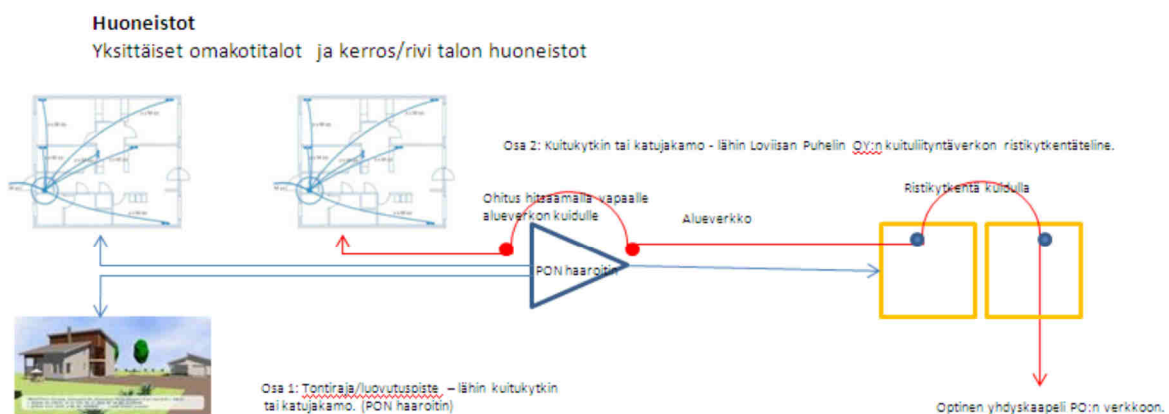 Huoneistot
Yksittäiset omakotitalot ja kerros/rivi talon huoneistot
Osa 2: Kuitukytkin tai katujakamo - lähin Loviisan Puhelin OY:n kuituliityntäverkon ristikytkentäteline.
Ohitus hitsaamalla vapaalle
alueverkon kuidulle
Alueverkko
Ristikytkentä kuidulla
PON haaroitin
Osa 1: Tontiraja/luovutuspiste – lähin kuitukytkin
tai katujakamo. (PON haaroitin)
Optinen yhdyskaapeli PO:n verkkoon.